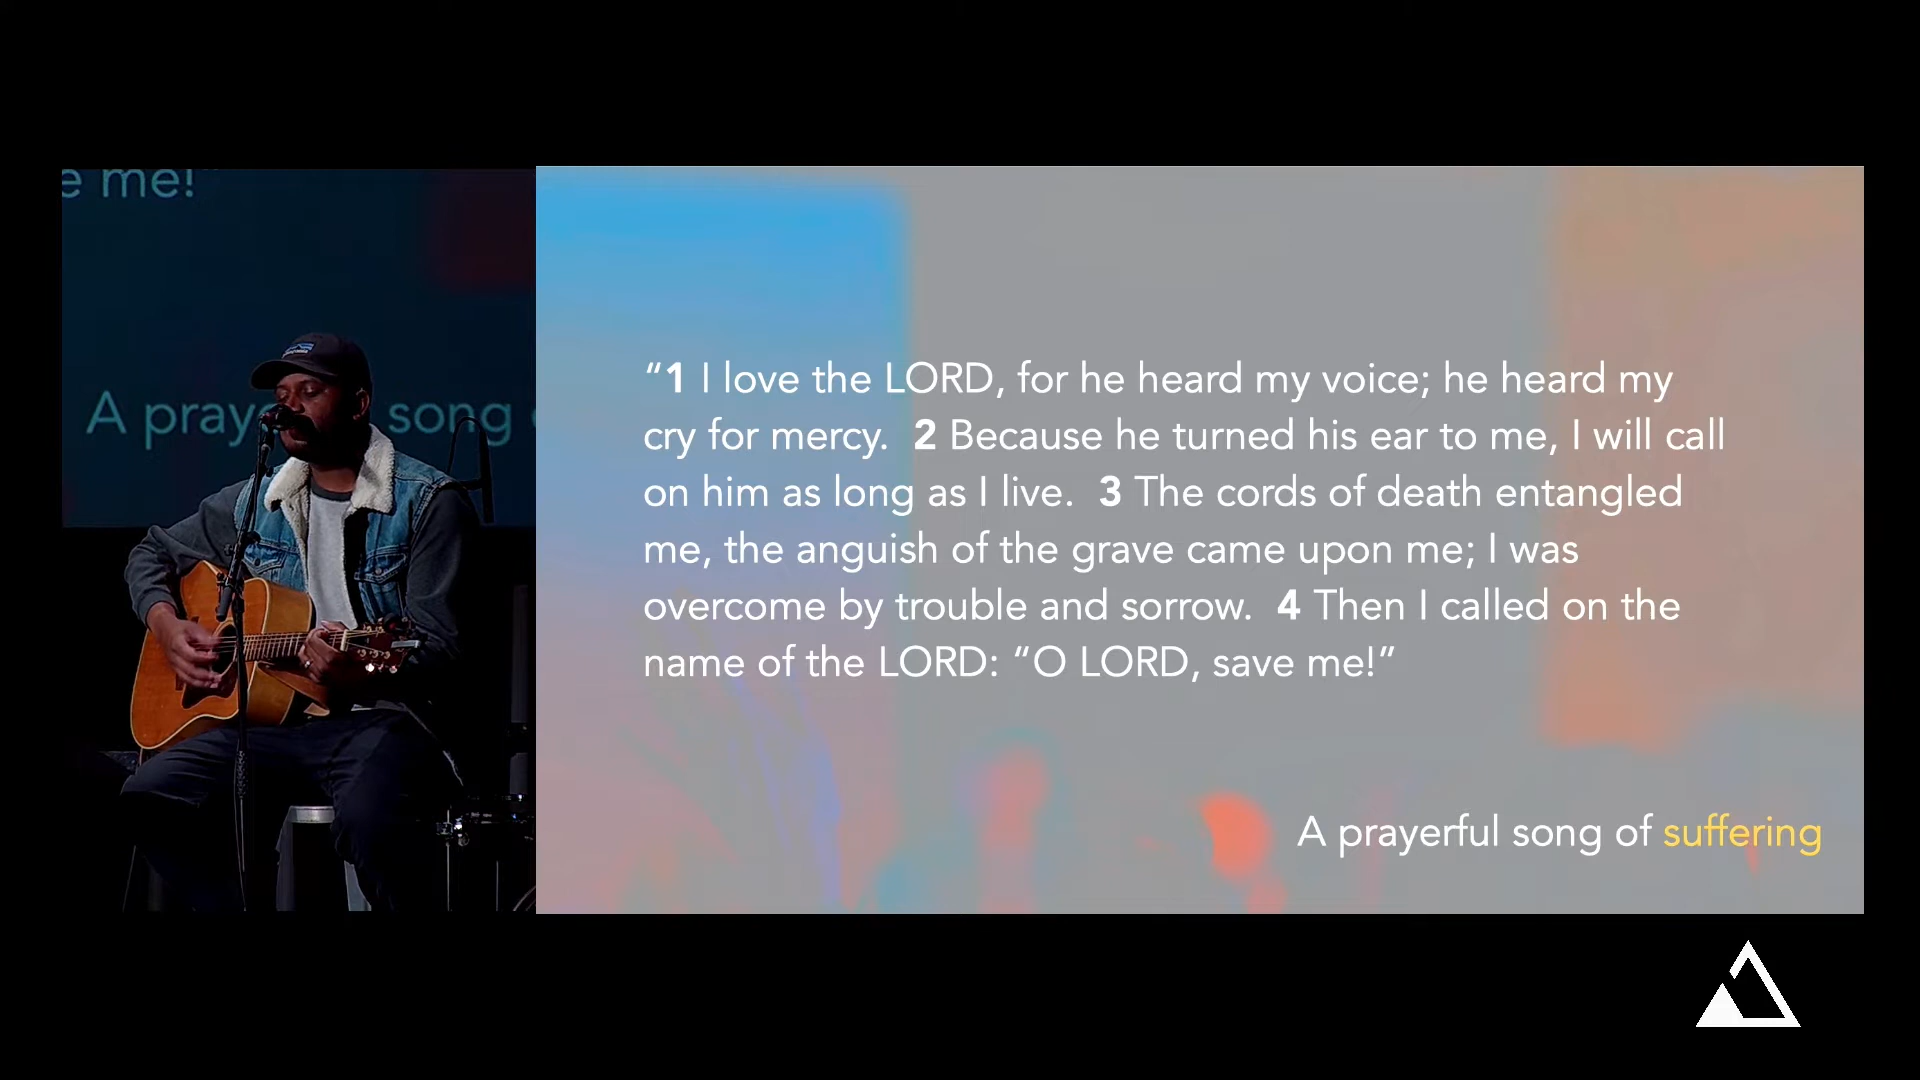 e me!"
A praye song
"1 I love the LORD, for he heard my voice; he heard my
cry for mercy. 2 Because he turned his ear to me, I will call
on him as long as I live. 3 The cords of death entangled
me, the anguish of the grave came upon me; I was
overcome by trouble and sorrow. 4 Then I called on the
name of the LORD: “O LORD, save me!”
A prayerful song of suffering